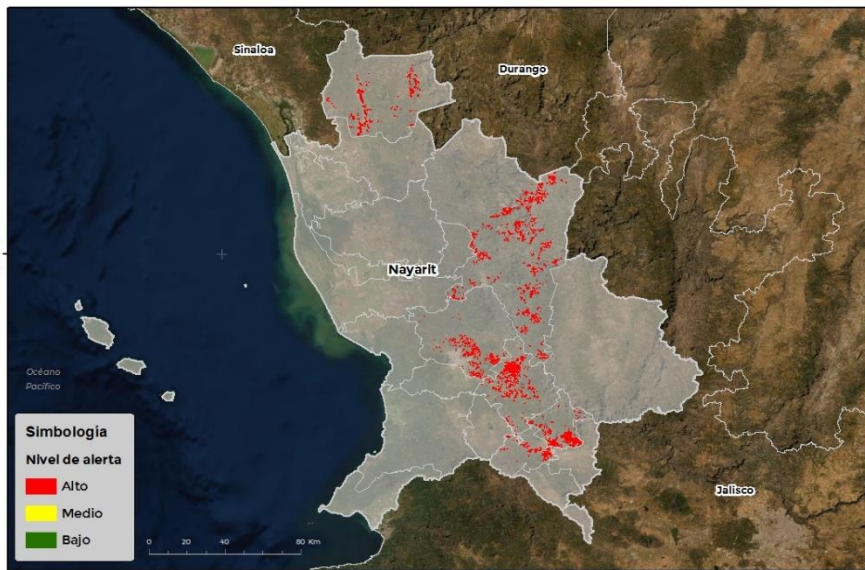 Sinaloa
Durango
Nayarit
Océano
Pacífico
Simbología
Nivel de alerta
Alto
Medio
Bajo
0 20 40 80 Km
Jalisco